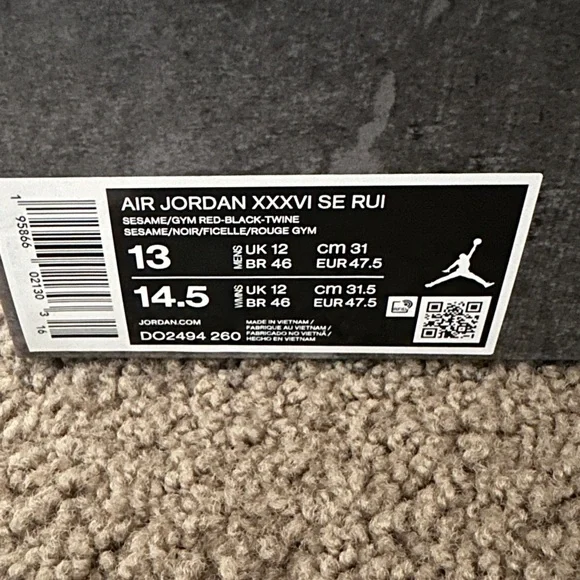 AIR JORDAN XXXVI SE RUI
SESAME/GYM RED-BLACK-TWINE
SESAME/NOIR/FICELLE/ROUGE GYM
13 MENS UK 12 cm 31
BR 46 EUR 47.5
14.5 WMNS UK 12 cm 31.5
BR 46 EUR 47.5
JORDAN.COM
DO2494 260
MADE IN VIETNAM /
FABRIQUE AU VIETNAM /
FABRICADO NO VIETNÃ /
HECHO EN VIETNAM
1 95866 02130 3 16